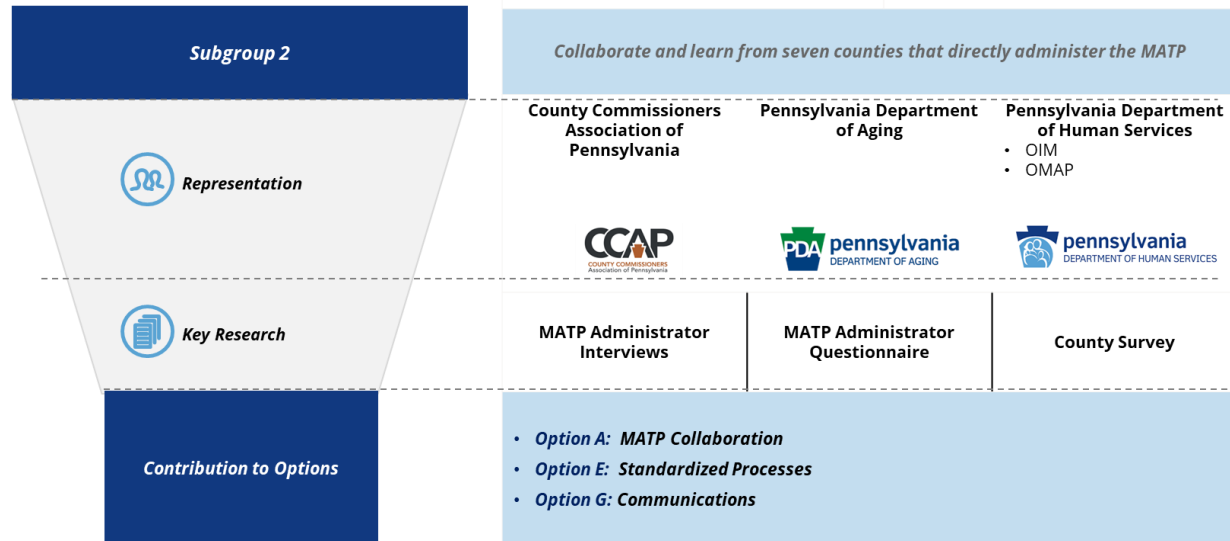 Subgroup 2
Collaborate and learn from seven counties that directly administer the MATP
Representation
County Commissioners
Association of
Pennsylvania
Pennsylvania Department
of Aging
Pennsylvania Department
of Human Services
• OIM
• OMAP
CCAP
COUNTY COMMISSIONERS
Association of Pennsylvania
PDA
pennsylvania
DEPARTMENT OF AGING
pennsylvania
DEPARTMENT OF HUMAN SERVICES
Key Research
MATP Administrator
Interviews
MATP Administrator
Questionnaire
County Survey
Contribution to Options
• Option A: MATP Collaboration
• Option E: Standardized Processes
• Option G: Communications